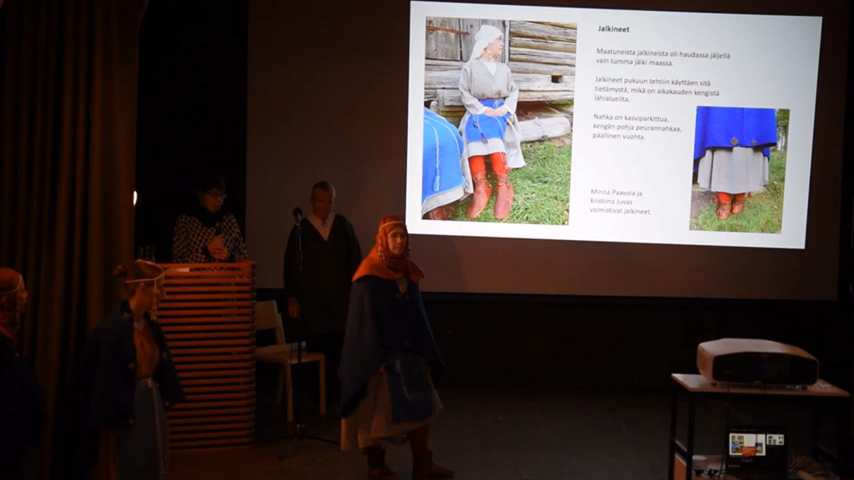 Jalkineet
Maatuneista jalkineista oli haudassa jäljellä
vain tumma jälki maassa.
Jalkineet pukuun tehtiin käyttäen sitä
tietämystä, mikä on aikakauden kengistä
lähialueilta.
Nahka on kasviparkittua,
kengän pohja peurannahkaa,
päällinen vuohta.
Minna Paavola ja
Kristiina Juvas
valmistivat jalkineet.